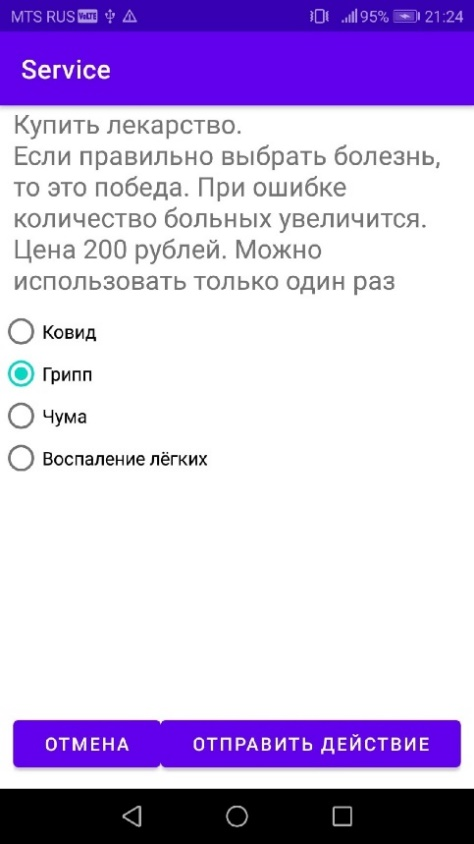 MTS RUS VoLTE 95% 21:24
Service
Купить лекарство.
Если правильно выбрать болезнь,
то это победа. При ошибке
количество больных увеличится.
Цена 200 рублей. Можно
использовать только один раз
Ковид
Грипп
Чума
Воспаление лёгких
ОТМЕНА ОТПРАВИТЬ ДЕЙСТВИЕ